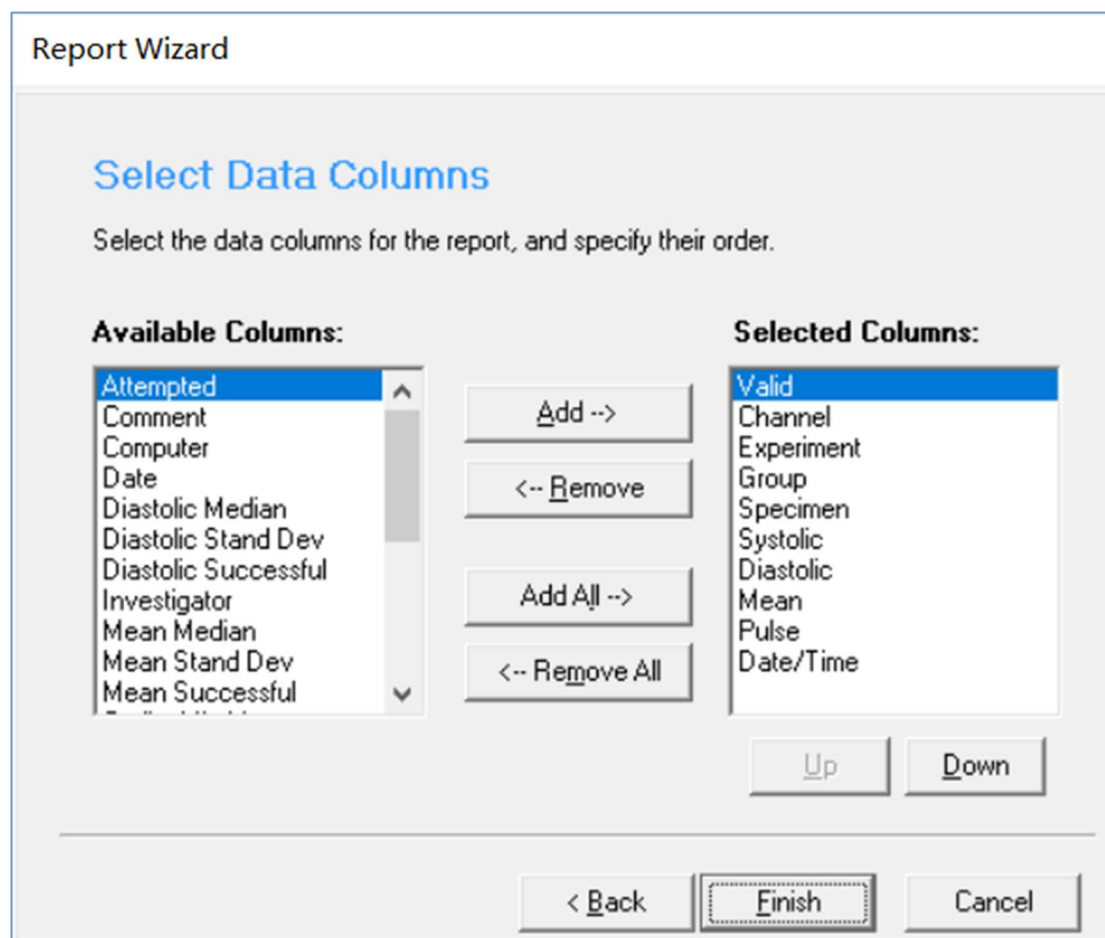 Report Wizard
Select Data Columns
Select the data columns for the report, and specify their order.
Available Columns:
Attempted
Comment
Computer
Date
Diastolic Median
Diastolic Stand Dev
Diastolic Successful
Investigator
Mean Median
Mean Stand Dev
Mean Successful
Add -->
<-- Remove
Add All -->
<-- Remove All
Selected Columns:
Valid
Channel
Experiment
Group
Specimen
Systolic
Diastolic
Mean
Pulse
Date/Time
Up
Down
< Back
Finish
Cancel